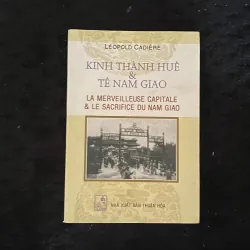 LÉOPOLD CADIÈRE
KINH THÀNH HUẾ
&
TẾ NAM GIAO
LA MERVEILLEUSE CAPITALE
& LE SACRIFICE DU NAM GIAO
NHÀ XUẤT BẢN THUẬN HÓA